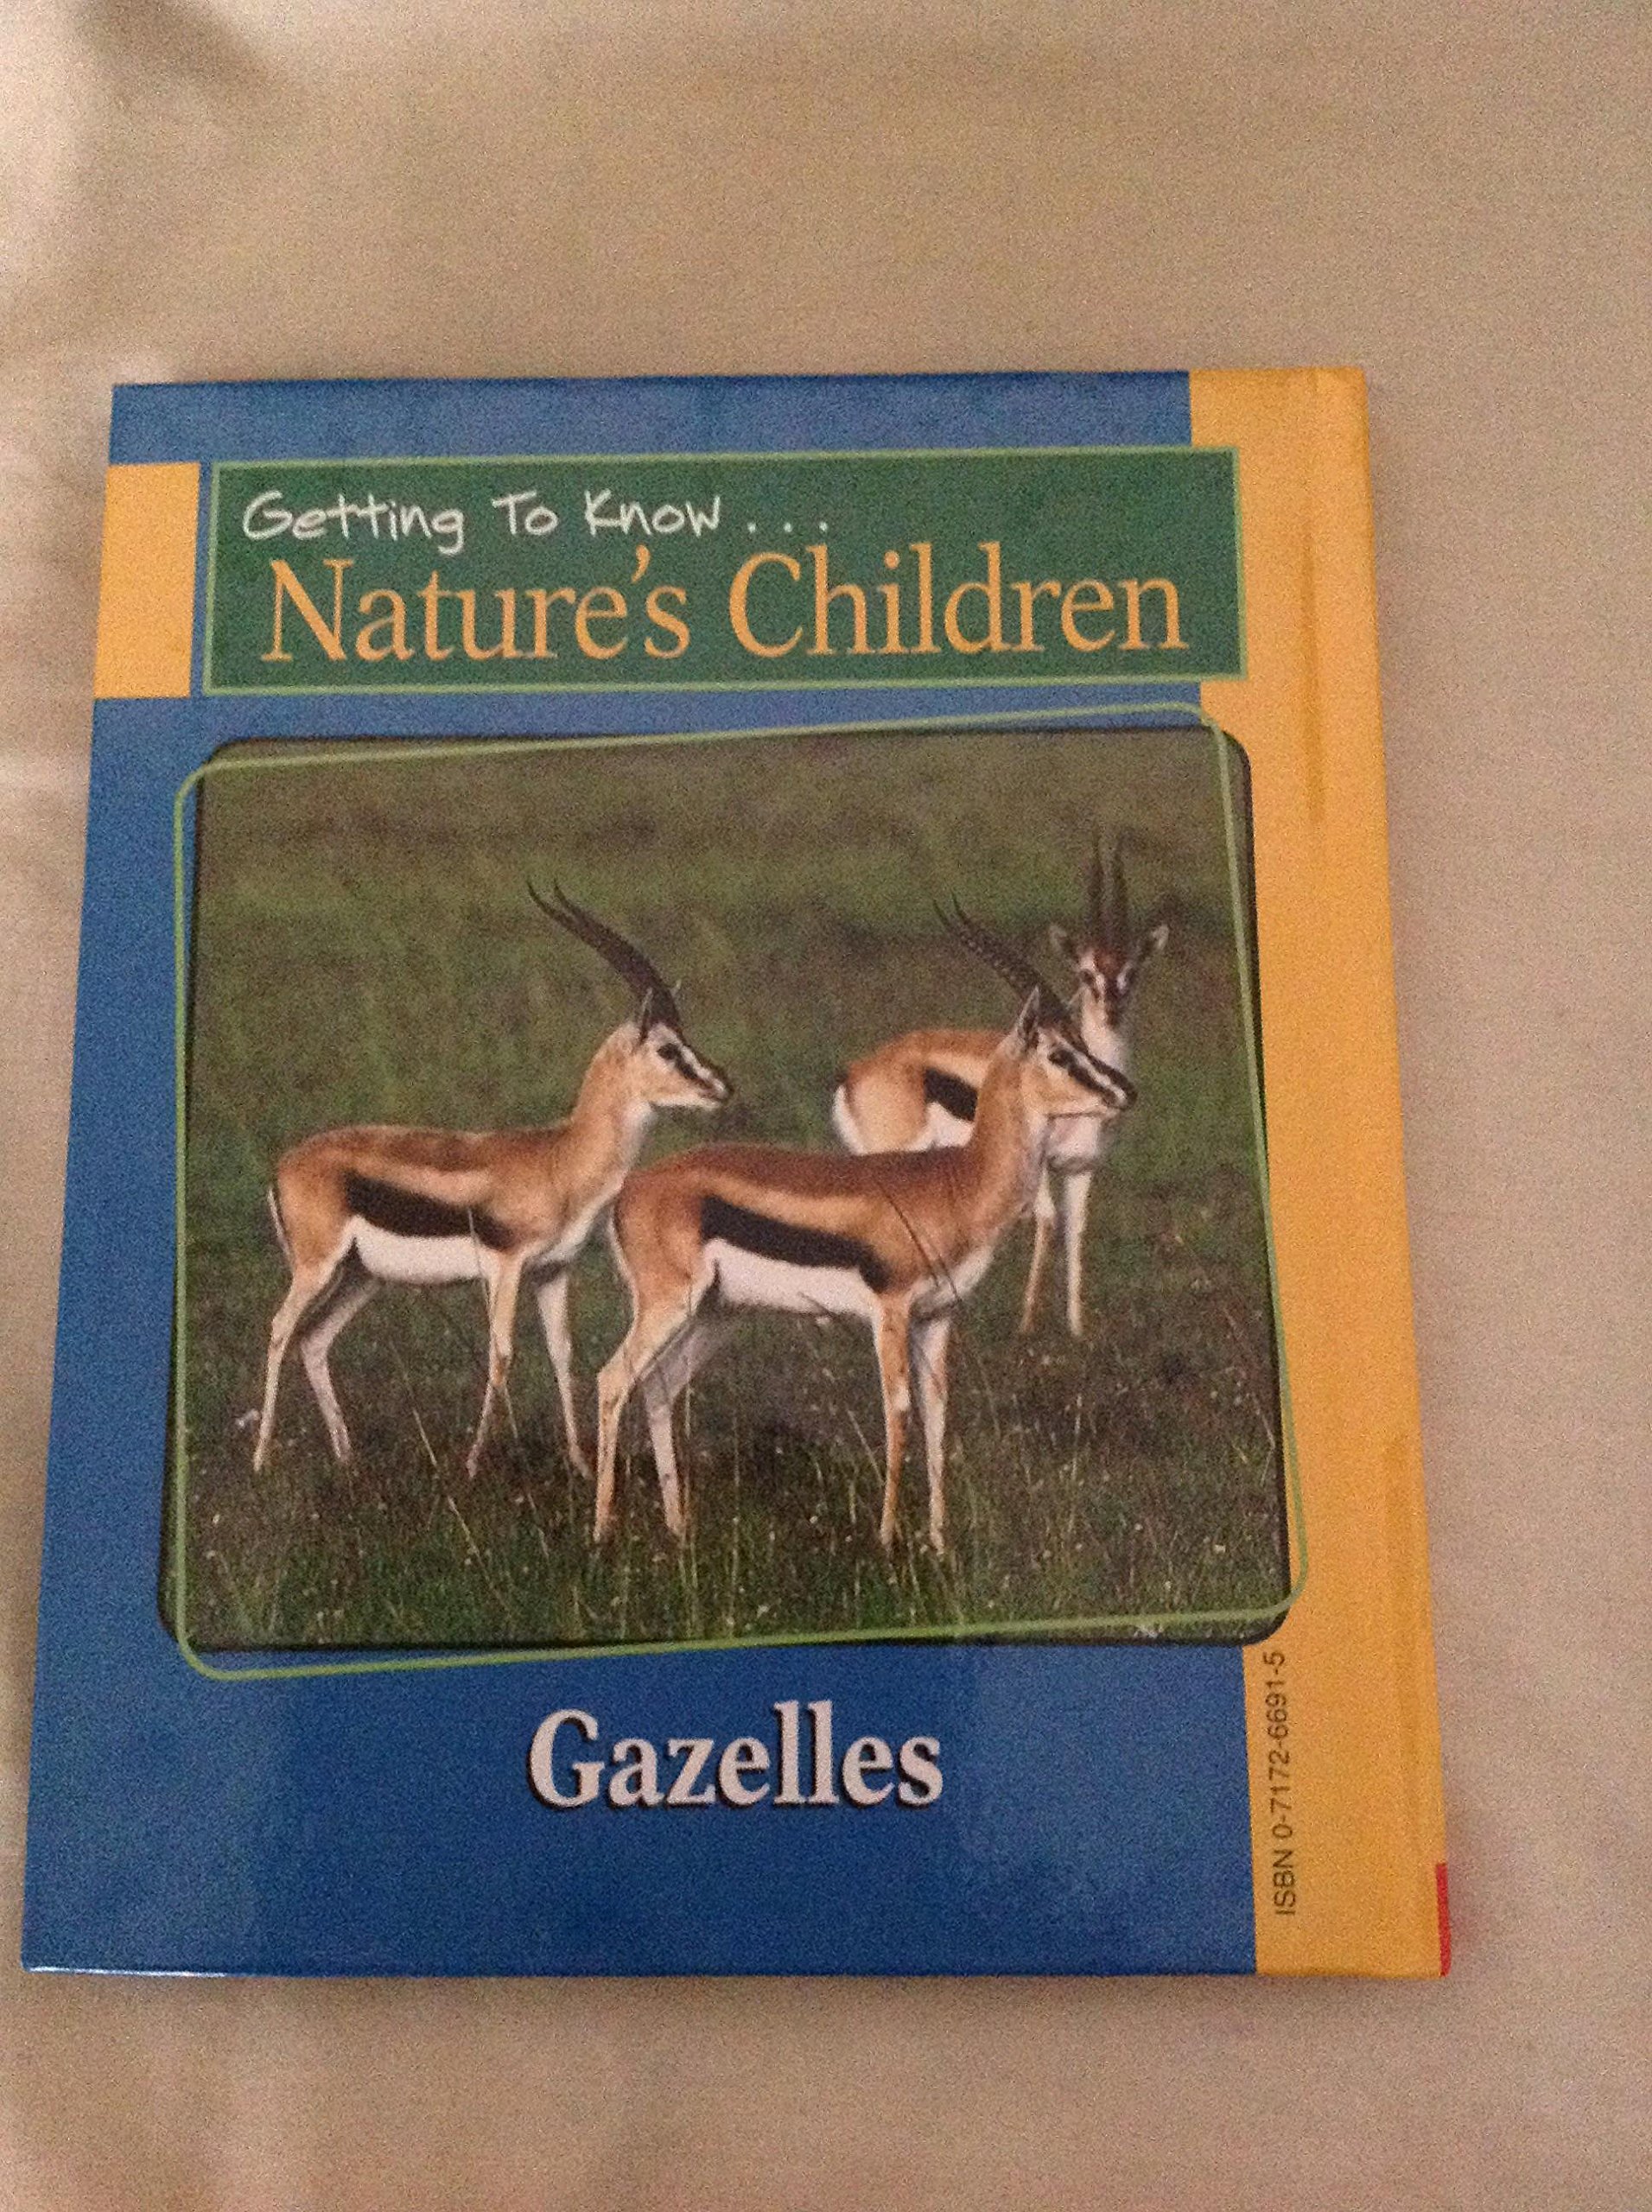 Getting To Know...
Nature's Children
Gazelles
ISBN 0-7172-6691-5